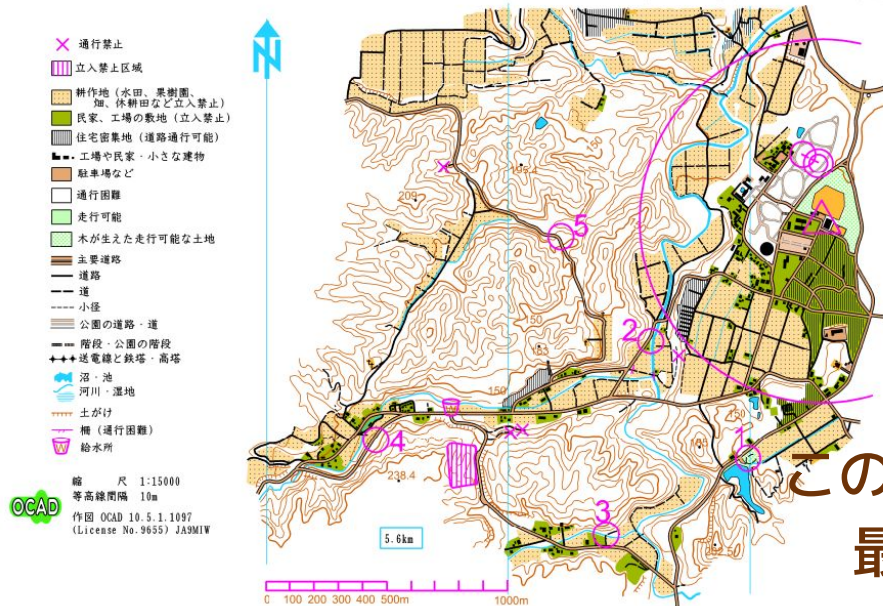 通行禁止
立入禁止区域
耕作地（水田、果樹園、
畑、休耕田など立入禁止）
民家、工場の敷地（立入禁止）
住宅密集地（道路通行可能）
工場や民家・小さな建物
駐車場など
通行困難
走行可能
木が生えた走行可能な土地
主要道路
道路
道
小径
公園の道路・道
階段・公園の階段
送電線と鉄塔・高塔
沼・池
河川・湿地
土がけ
柵（通行困難）
給水所
縮 尺 1:15000
等高線間隔 10m
OCAD
作図 OCAD 10.5.1.1097
(License No.9655) JA9MIW
N
150
195.4
209
5
150
2
150
4
238.4
150
1
3
5.6km
0 100 200 300 400 500m 1000m
この
最